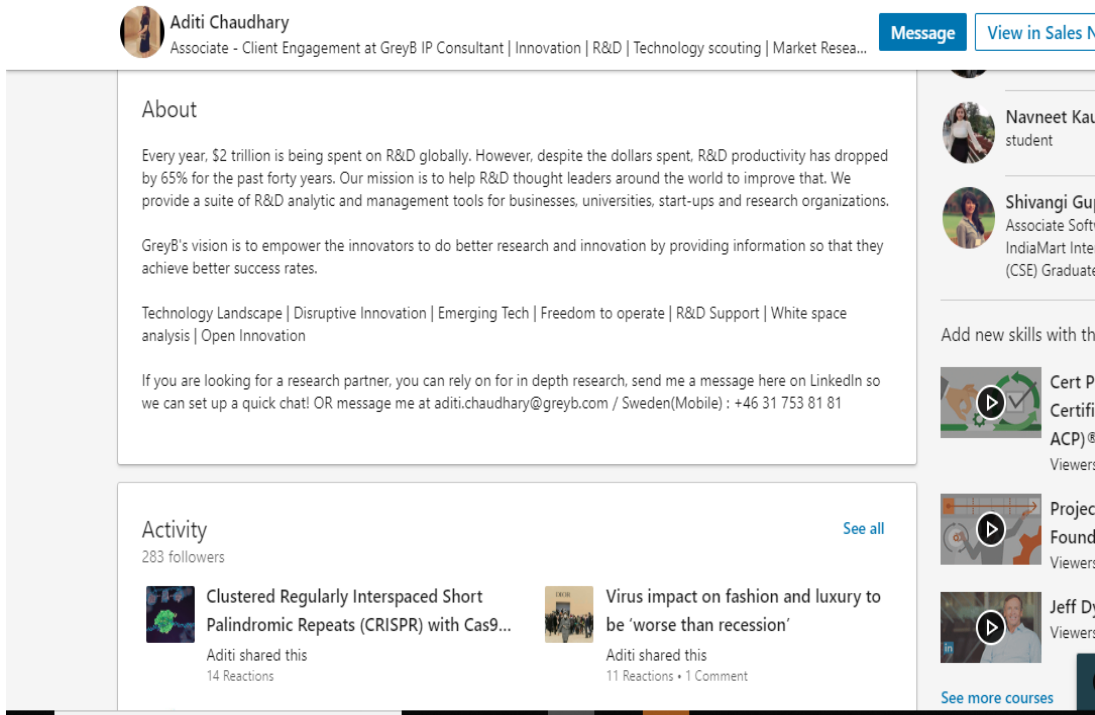 Aditi Chaudhary
Associate - Client Engagement at GreyB IP Consultant | Innovation | R&D | Technology scouting | Market Resea...
Message
View in Sales N
About
Every year, $2 trillion is being spent on R&D globally. However, despite the dollars spent, R&D productivity has dropped
by 65% for the past forty years. Our mission is to help R&D thought leaders around the world to improve that. We
provide a suite of R&D analytic and management tools for businesses, universities, start-ups and research organizations.
GreyB's vision is to empower the innovators to do better research and innovation by providing information so that they
achieve better success rates.
Technology Landscape | Disruptive Innovation | Emerging Tech | Freedom to operate | R&D Support | White space
analysis | Open Innovation
If you are looking for a research partner, you can rely on for in depth research, send me a message here on LinkedIn so
we can set up a quick chat! OR message me at aditi.chaudhary@greyb.com / Sweden(Mobile) : +46 31 753 81 81
Activity
See all
283 followers
Clustered Regularly Interspaced Short
Palindromic Repeats (CRISPR) with Cas9...
Aditi shared this
14 Reactions
DIOR
Virus impact on fashion and luxury to
be ‘worse than recession’
Aditi shared this
11 Reactions • 1 Comment
Navneet Kau
student
Shivangi Gup
Associate Soft
IndiaMart Inte
(CSE) Graduate
Add new skills with th
Cert P
Certifi
ACP)®
Viewers
Projec
Found
Viewers
in
Jeff Dy
Viewers
See more courses